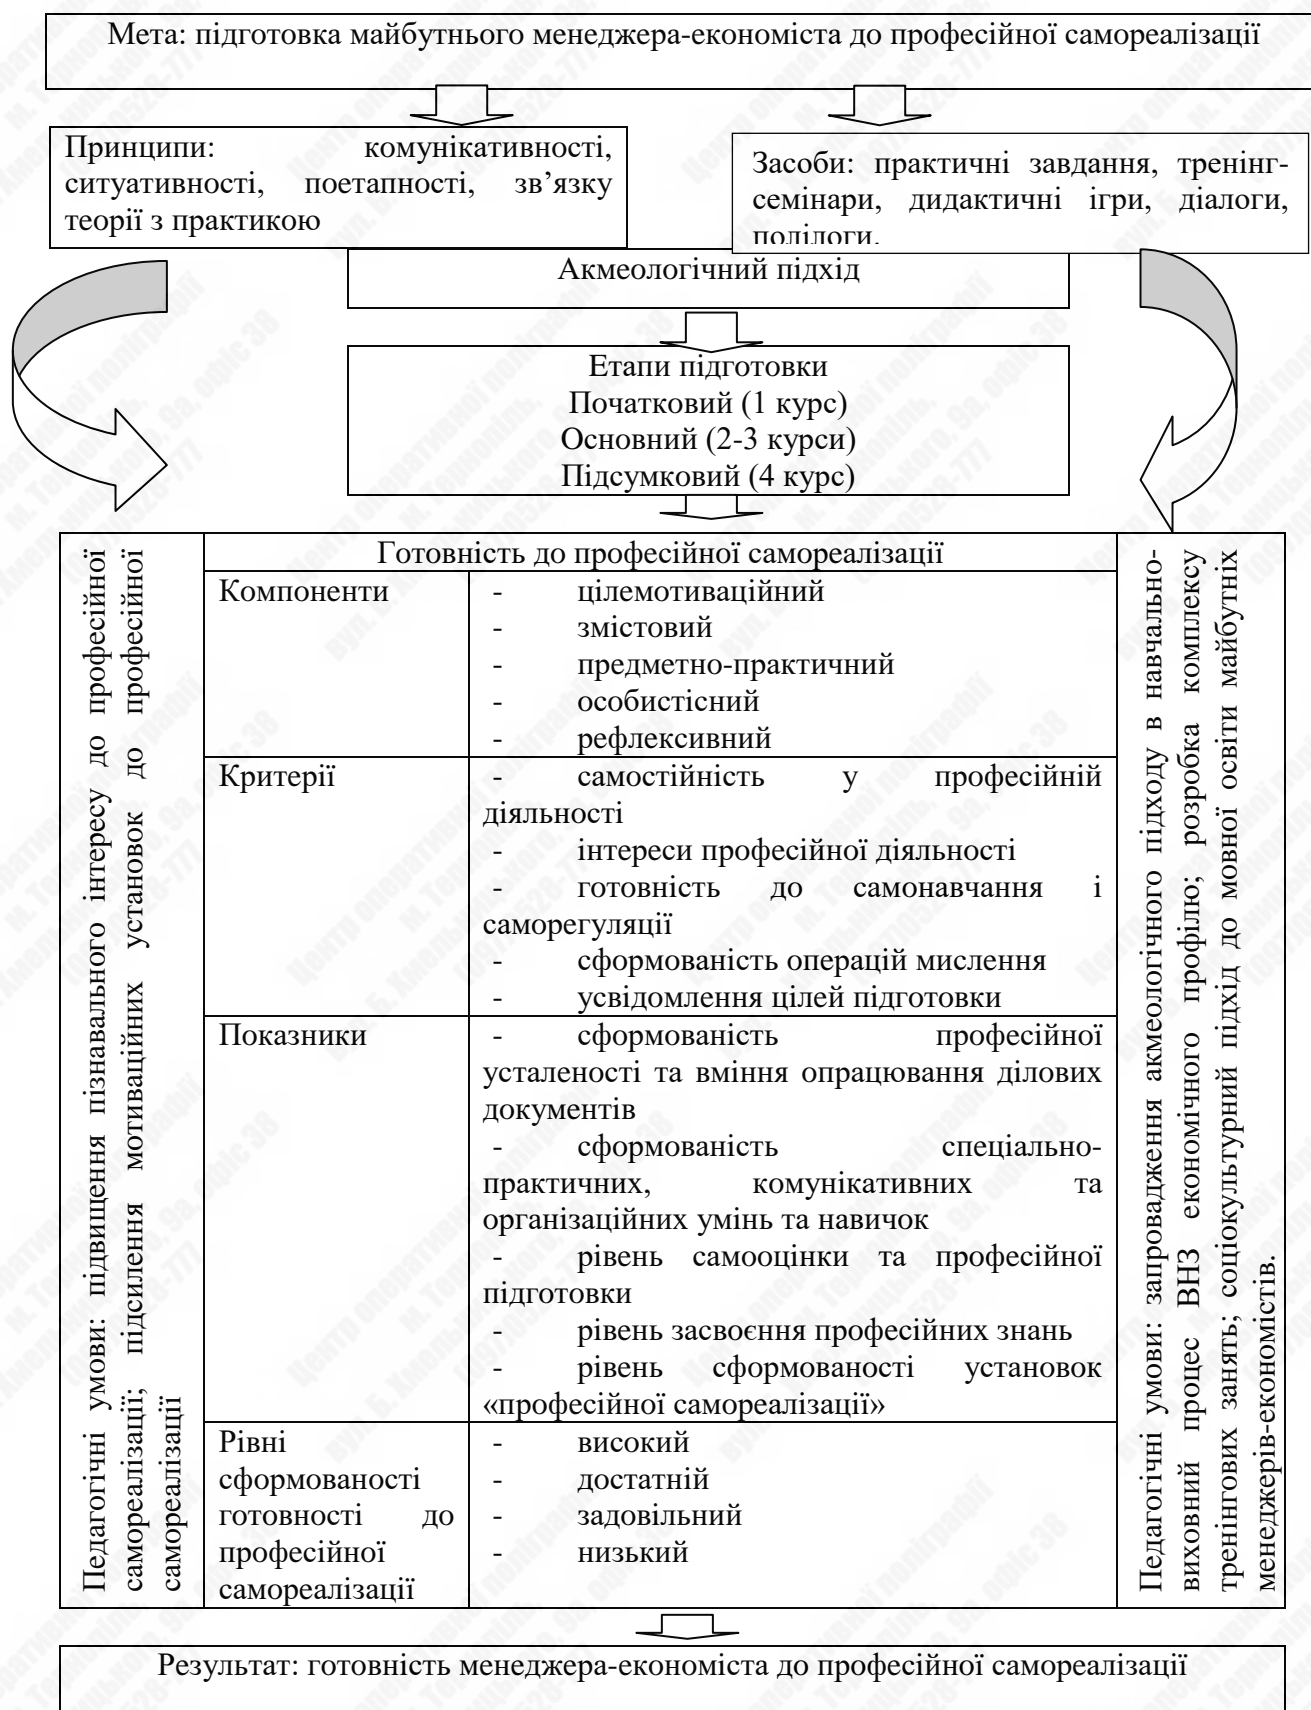 Мета: підготовка майбутнього менеджера-економіста до професійної самореалізації
Принципи: комунікативності,
ситуативності, поетапності, зв’язку
теорії з практикою
Засоби: практичні завдання, тренінг-
семінари, дидактичні ігри, діалоги,
полілоги.
Акмеологічний підхід
Етапи підготовки
Початковий (1 курс)
Основний (2-3 курси)
Підсумковий (4 курс)
Педагогічні умови: підвищення пізнавального інтересу до професійної
самореалізації; підсилення мотиваційних установок до професійної
самореалізації
Готовність до професійної самореалізації
Компоненти
- цілемотиваційний
- змістовий
- предметно-практичний
- особистісний
- рефлексивний
Критерії
- самостійність у професійній
діяльності
- інтереси професійної діяльності
- готовність до самонавчання і
саморегуляції
- сформованість операцій мислення
- усвідомлення цілей підготовки
Показники
- сформованість професійної
усталеності та вміння опрацювання ділових
документів
- сформованість спеціально-
практичних, комунікативних та
організаційних умінь та навичок
- рівень самооцінки та професійної
підготовки
- рівень засвоєння професійних знань
- рівень сформованості установок
«професійної самореалізації»
Рівні
сформованості
готовності до
професійної
самореалізації
- високий
- достатній
- задовільний
- низький
Педагогічні умови: запровадження акмеологічного підходу в навчально-
виховний процес ВНЗ економічного профілю; розробка комплексу
тренінгових занять; соціокультурний підхід до мовної освіти майбутніх
менеджерів-економістів.
Результат: готовність менеджера-економіста до професійної самореалізації